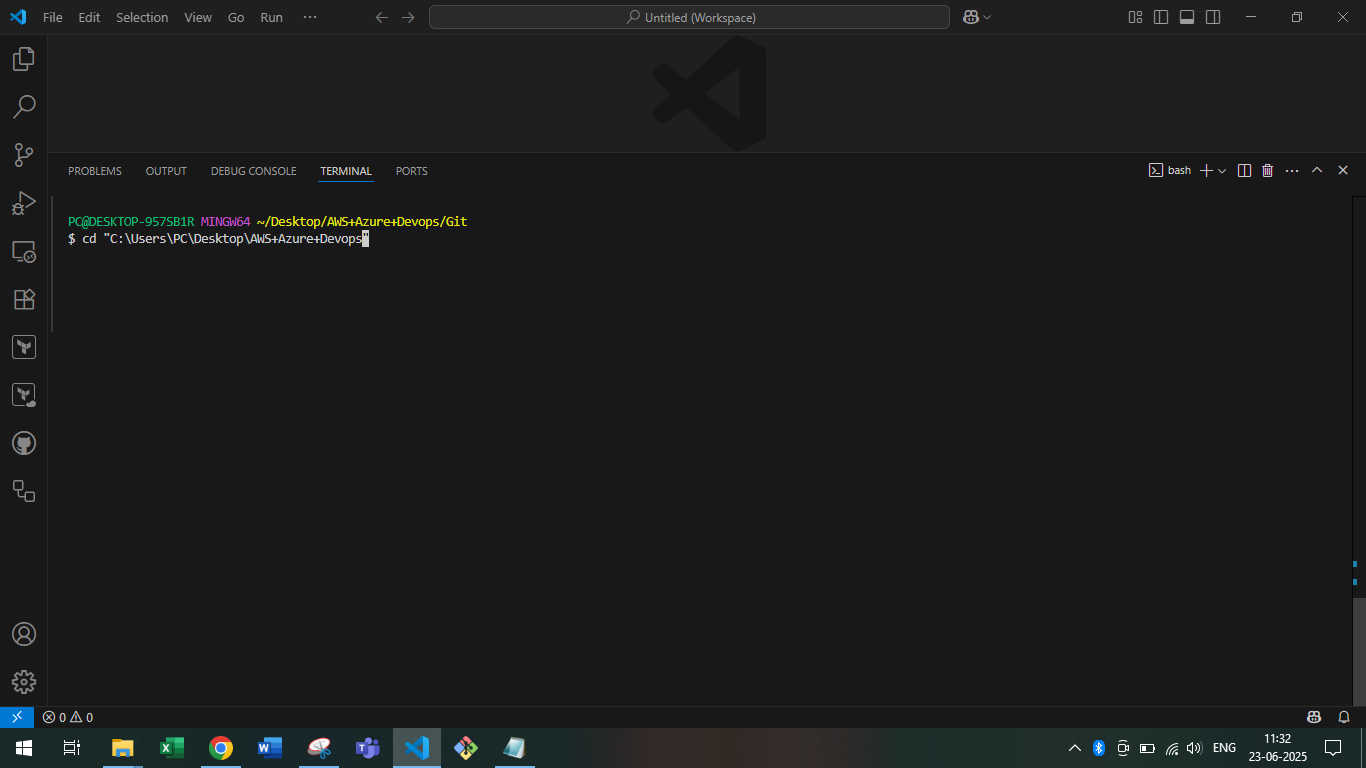 File Edit Selection View Go Run ··· Untitled (Workspace)
PROBLEMS OUTPUT DEBUG CONSOLE TERMINAL PORTS bash
PC@DESKTOP-957SB1R MINGW64 ~/Desktop/AWS+Azure+Devops/Git
$ cd "C:\Users\PC\Desktop\AWS+Azure+Devops"
0 0
ENG 11:32
23-06-2025